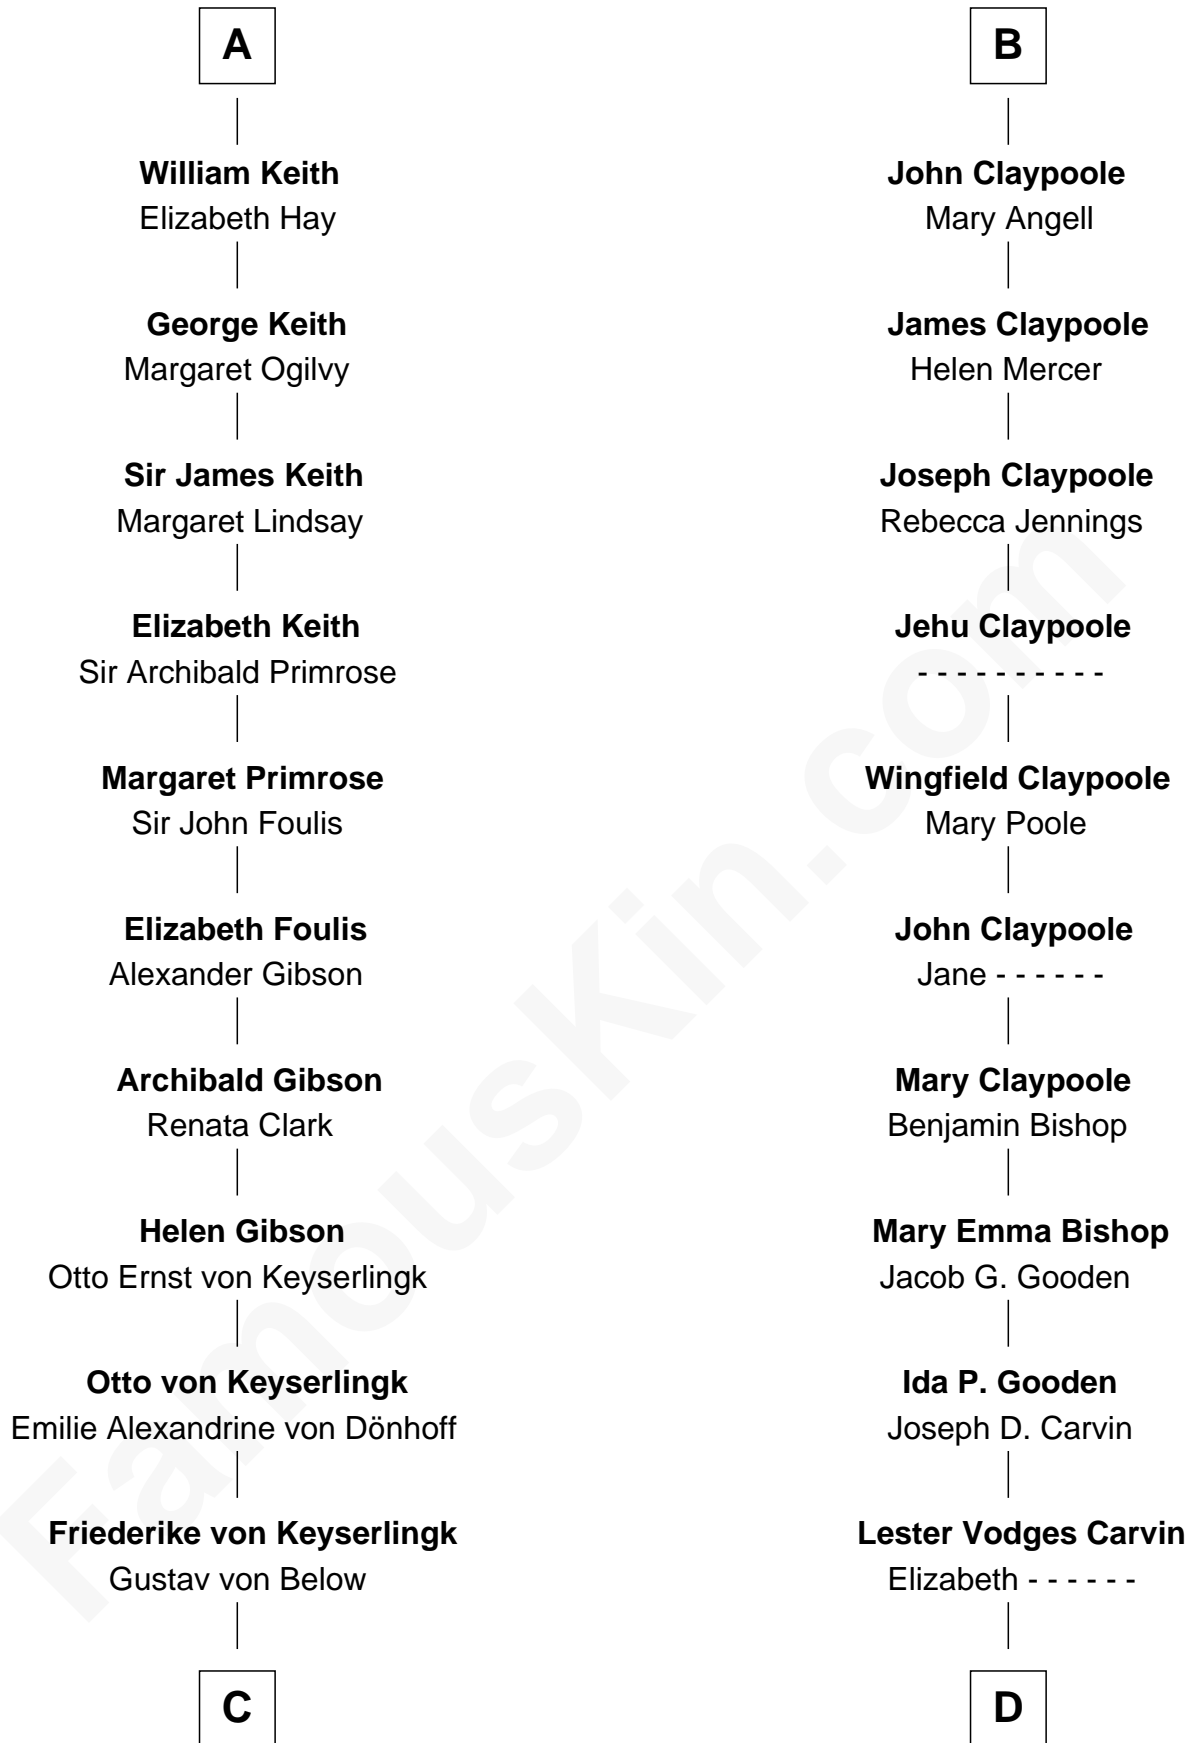 A
William Keith
Elizabeth Hay
George Keith
Margaret Ogilvy
Sir James Keith
Margaret Lindsay
Elizabeth Keith
Sir Archibald Primrose
Margaret Primrose
Sir John Foulis
Elizabeth Foulis
Alexander Gibson
Archibald Gibson
Renata Clark
Helen Gibson
Otto Ernst von Keyserlingk
Otto von Keyserlingk
Emilie Alexandrine von Dönhoff
Friederike von Keyserlingk
Gustav von Below
C
B
John Claypoole
Mary Angell
James Claypoole
Helen Mercer
Joseph Claypoole
Rebecca Jennings
Jehu Claypoole
- - - - - - - - - -
Wingfield Claypoole
Mary Poole
John Claypoole
Jane - - - - - -
Mary Claypoole
Benjamin Bishop
Mary Emma Bishop
Jacob G. Gooden
Ida P. Gooden
Joseph D. Carvin
Lester Vodges Carvin
Elizabeth - - - - - -
D
FamousKin.com